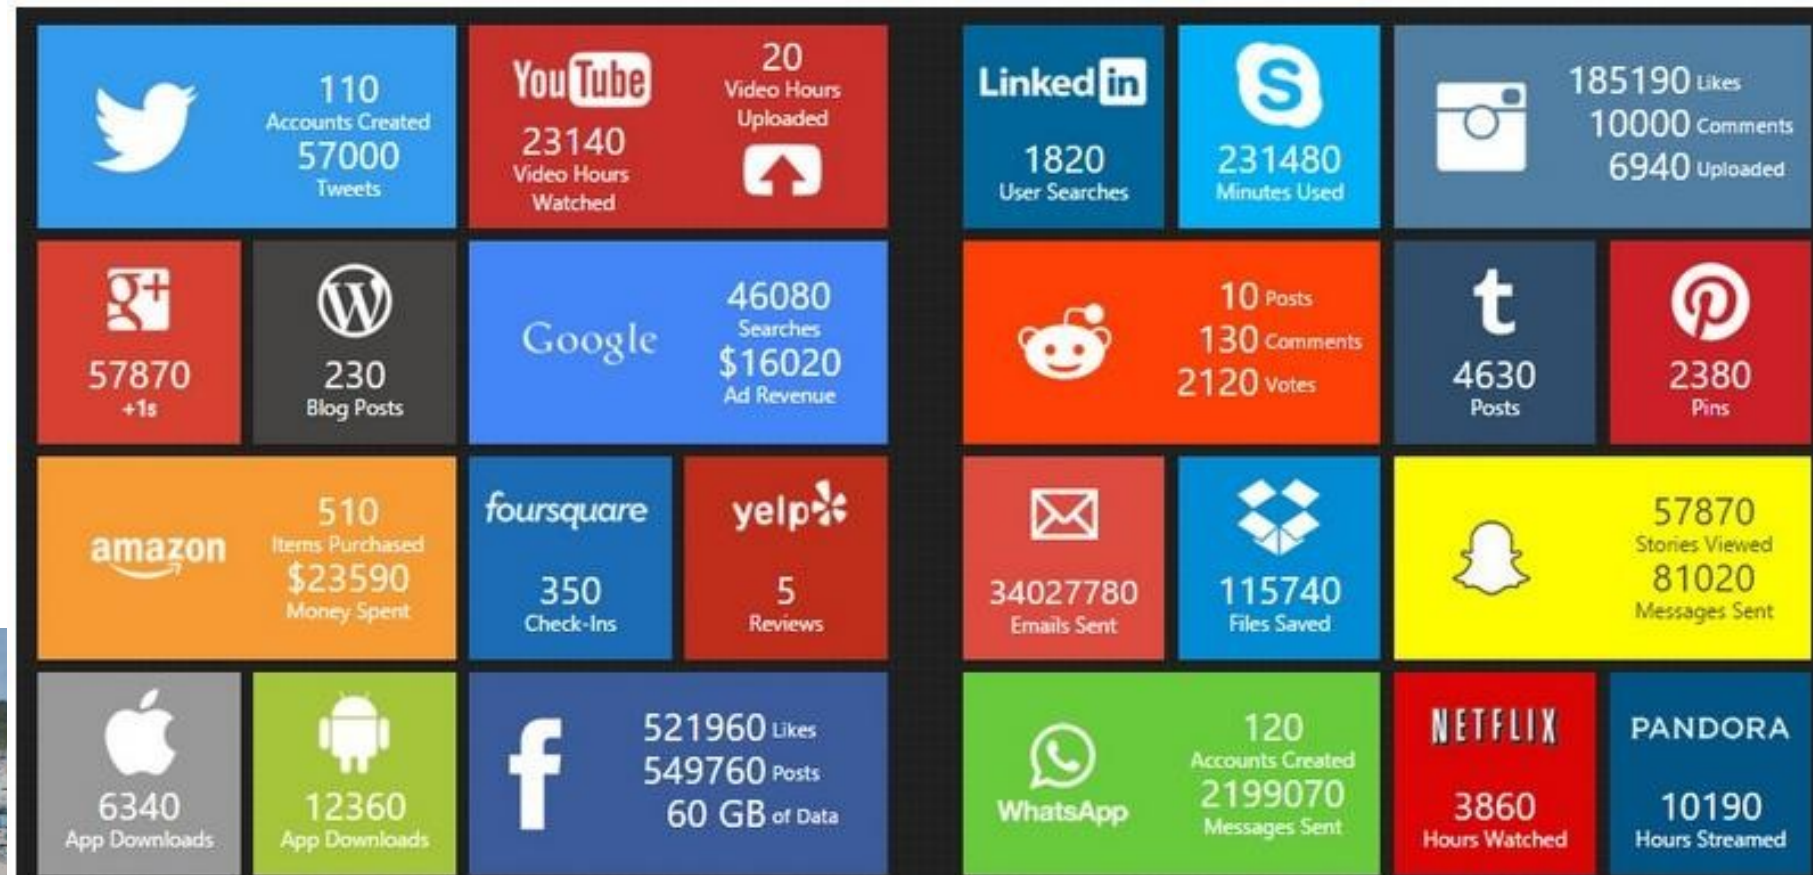 110
Accounts Created
57000
Tweets
You Tube
23140
Video Hours
Watched
20
Video Hours
Uploaded
Linked in
1820
User Searches
S
231480
Minutes Used
185190 Likes
10000 Comments
6940 Uploaded
g+
57870
+1s
W
230
Blog Posts
Google
46080
Searches
$16020
Ad Revenue
10 Posts
130 Comments
2120 Votes
t
4630
Posts
P
2380
Pins
amazon
510
Items Purchased
$23590
Money Spent
foursquare
350
Check-Ins
yelp
5
Reviews
34027780
Emails Sent
115740
Files Saved
57870
Stories Viewed
81020
Messages Sent
6340
App Downloads
12360
App Downloads
f
521960 Likes
549760 Posts
60 GB of Data
WhatsApp
120
Accounts Created
2199070
Messages Sent
NETFLIX
3860
Hours Watched
PANDORA
10190
Hours Streamed